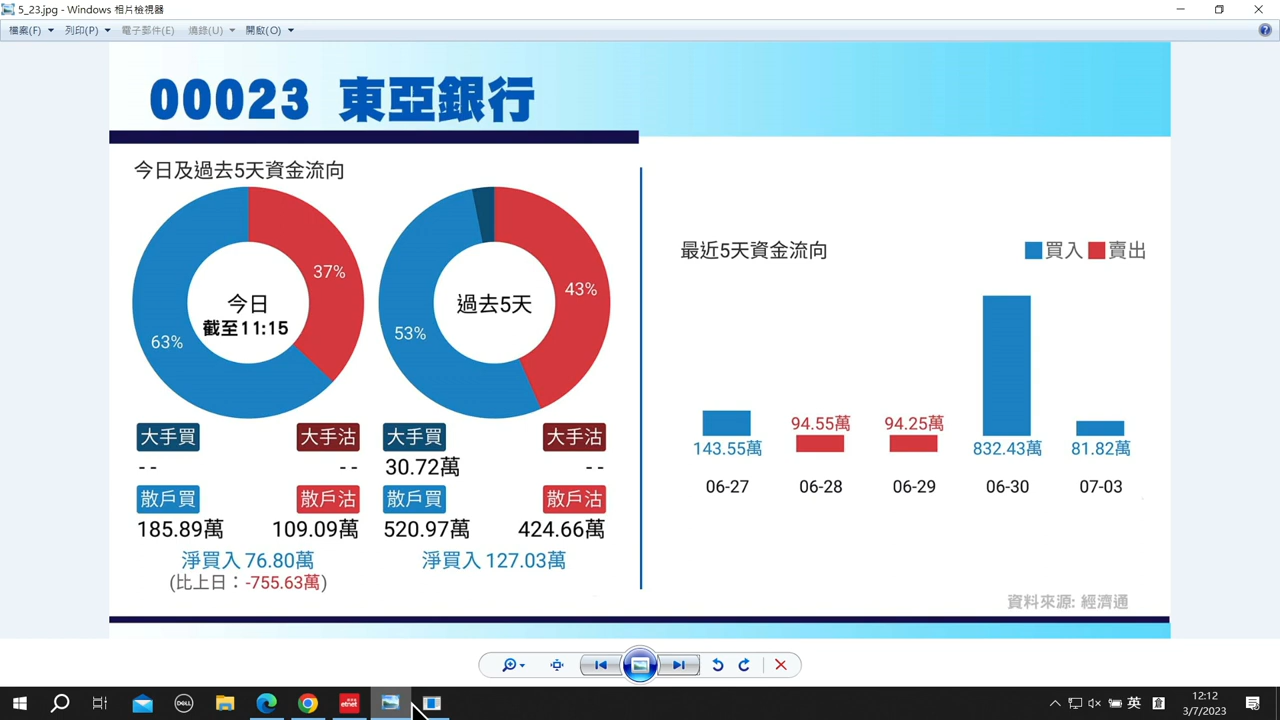 5_23.jpg - Windows 相片檢視器
檔案(F) 列印(P) 電子郵件(E) 燒錄(U) 開啟(O)
00023 東亞銀行
今日及過去5天資金流向
37%
63%
今日
截至11:15
43%
53%
過去5天
大手買 大手沽
- - - -
散戶買 散戶沽
185.89萬 109.09萬
淨買入 76.80萬
(比上日：-755.63萬)
大手買 大手沽
30.72萬 - -
散戶買 散戶沽
520.97萬 424.66萬
淨買入 127.03萬
最近5天資金流向
買入 賣出
143.55萬 94.55萬 94.25萬 832.43萬 81.82萬
06-27 06-28 06-29 06-30 07-03
資料來源: 經濟通
DELL
etnet
英
12:12
3/7/2023